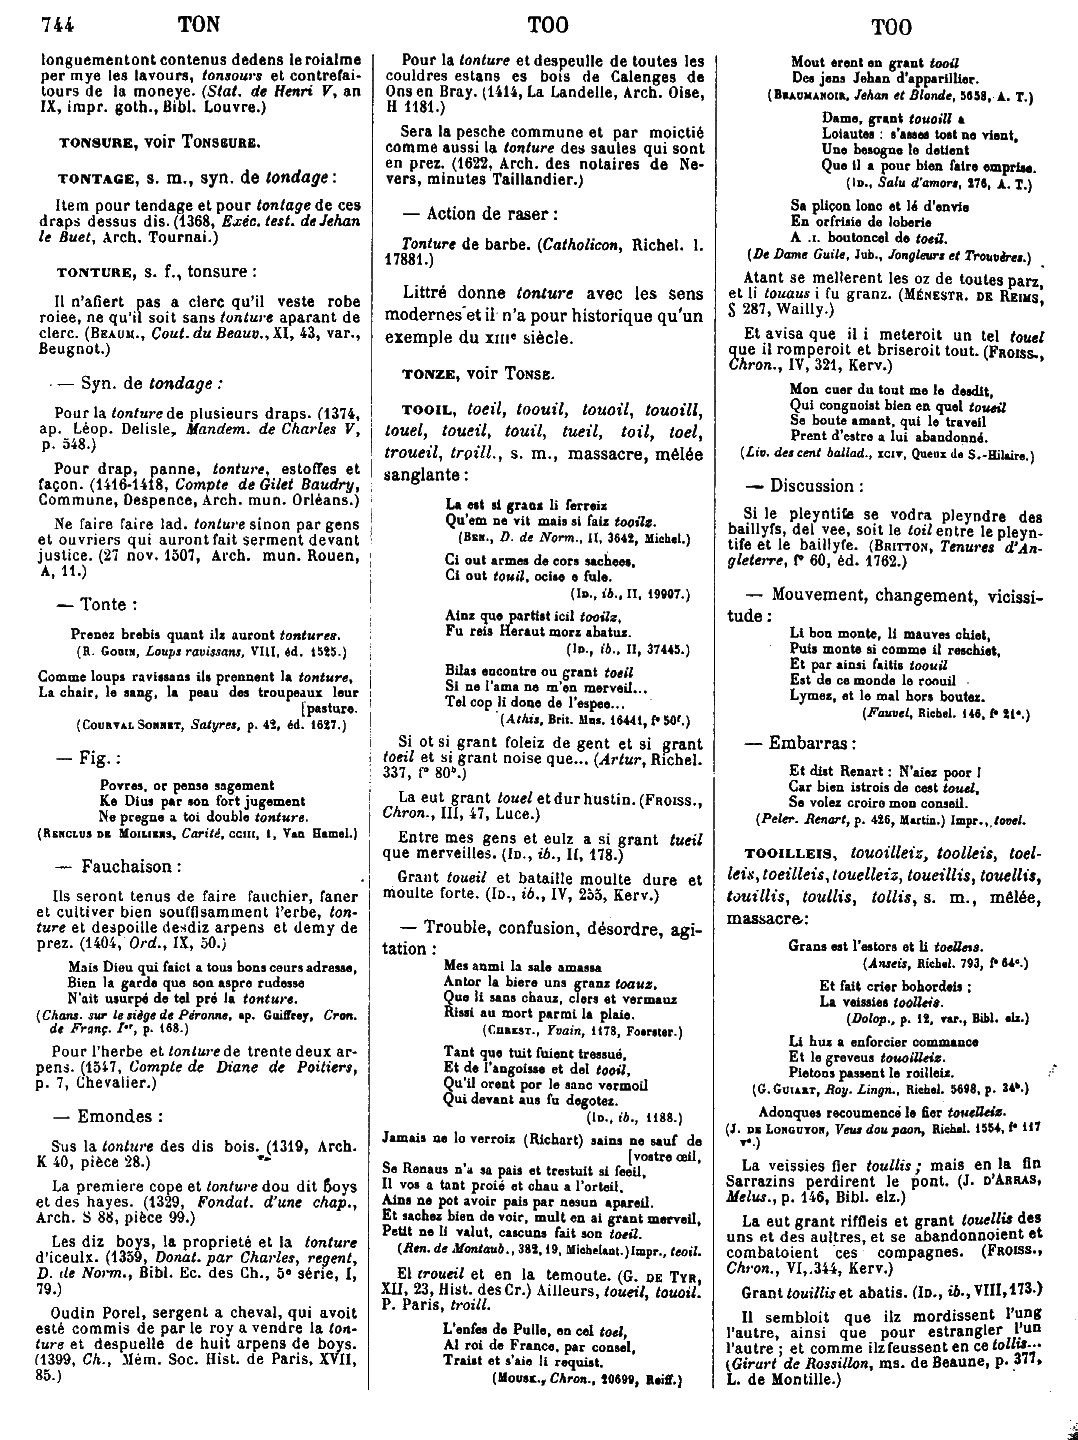 744 TON TOO TOO
longuement ont contenus dedens le roialme
per mye les lavours, tonsours et contrefai-
tours de la moneye. (Stat. de Henri V, an
IX, impr. goth., Bibl. Louvre.)
TONSURE, voir TONSEURE.
TONTAGE, s. m., syn. de tondage :
Item pour tendage et pour tontage de ces
draps dessus dis. (1368, Exéc. test. de Jehan
le Buet, Arch. Tournai.)
TONTURE, s. f., tonsure :
Il n'afiert pas a clerc qu'il veste robe
roiee, ne qu'il soit sans tonture aparant de
clerc. (BEAUM., Cout. du Beauv., XI, 43, var.,
Beugnot.)
— Syn. de tondage :
Pour la tonture de plusieurs draps. (1374,
ap. Léop. Delisle, Mandem. de Charles V,
p. 548.)
Pour drap, panne, tonture, estoffes et
façon. (1416-1418, Compte de Gilet Baudry,
Commune, Despence, Arch. mun. Orléans.)
Ne faire faire lad. tonture sinon par gens
et ouvriers qui auront fait serment devant
justice. (27 nov. 1507, Arch. mun. Rouen,
A, 11.)
— Tonte :
Prenez brebis quant ilz auront tontures.
(R. GOBIN, Loups ravissans, VIII, éd. 1525.)
Comme loups ravissans ils prennent la tonture,
La chair, le sang, la peau des troupeaux leur
[pasture.
(COURVAL SONNET, Satyres, p. 42, éd. 1627.)
— Fig. :
Povres, or pense sagement
Ke Dius par son fort jugement
Ne pregne a toi double tonture.
(RENCLUS DE MOILIENS, Carité, CCIII, 1, Van Hamel.)
— Fauchaison :
Ils seront tenus de faire fauchier, faner
et cultiver bien souffisamment l'erbe, ton-
ture et despoille desdiz arpens et demy de
prez. (1404, Ord., IX, 50.)
Mais Dieu qui faict a tous bons ceurs adresse,
Bien la garde que son aspre rudesse
N'ait usurpé de tel pré la tonture.
(Chans. sur le siège de Péronne, ap. Guiffrey, Cron.
de Franç. Ier, p. 168.)
Pour l'herbe et tonture de trente deux ar-
pens. (1547, Compte de Diane de Poitiers,
p. 7, Chevalier.)
— Emondes :
Sus la tonture des dis bois. (1319, Arch.
K 40, pièce 28.)
La premiere cope et tonture dou dit boys
et des hayes. (1329, Fondat. d'une chap.,
Arch. S 88, pièce 99.)
Les diz boys, la proprieté et la tonture
d'iceulx. (1359, Donat. par Charles, regent,
D. de Norm., Bibl. Ec. des Ch., 5e série, I,
79.)
Oudin Porel, sergent a cheval, qui avoit
esté commis de par le roy a vendre la ton-
ture et despuelle de huit arpens de boys.
(1399, Ch., Mém. Soc. Hist. de Paris, XVII,
85.)
Pour la tonture et despeulle de toutes les
couldres estans es bois de Calenges de
Ons en Bray. (1414, La Landelle, Arch. Oise,
H 1181.)
Sera la pesche commune et par moictié
comme aussi la tonture des saules qui sont
en prez. (1622, Arch. des notaires de Ne-
vers, minutes Taillandier.)
— Action de raser :
Tonture de barbe. (Catholicon, Richel. l.
17881.)
Littré donne tonture avec les sens
modernes et il n'a pour historique qu'un
exemple du XIIIe siècle.
TONZE, voir TONSE.
TOOIL, toeil, toouil, touoil, touoill,
touel, toueil, touil, tueil, toil, toel,
troueil, troill., s. m., massacre, mêlée
sanglante :
La est si granz li ferreiz
Qu'em ne vit mais si faiz tooilz.
(BEN., D. de Norm., II, 3642, Michel.)
Ci out armes de cors sachees,
Ci out touil, ocise e fule.
(ID., ib., II, 19907.)
Ainz que partist icil tooilz,
Fu reis Heraut morz abatuz.
(ID., ib., II, 37445.)
Bilas encontre ou grant toeil
Si ne l'ama ne m'en merveil...
Tel cop li done de l'espee...
(Athis, Brit. Mus. 16441, f° 50r.)
Si ot si grant foleiz de gent et si grant
toeil et si grant noise que... (Artur, Richel.
337, f° 80b.)
La eut grant touel et dur hustin. (FROISS.,
Chron., III, 47, Luce.)
Entre mes gens et eulz a si grant tueil
que merveilles. (ID., ib., II, 178.)
Grant toueil et bataille moulte dure et
moulte forte. (ID., ib., IV, 255, Kerv.)
— Trouble, confusion, désordre, agi-
tation :
Mes anmi la sale amassa
Antor la biere uns granz toauz,
Que li sans chauz, clers et vermauz
Rissi au mort parmi la plaie.
(CHREST., Yvain, 1178, Foerster.)
Tant que tuit fuient tressué,
Et de l'angoisse et del tooil,
Qu'il orent por le sanc vermoil
Qui devant aus fu degotez.
(ID., ib., 1188.)
Jamais ne lo verroiz (Richart) sains ne sauf de
[vostre œil,
Se Renaus n'a sa pais et trestuit si feeil,
Il vos a tant proié et chau a l'orteil.
Ains ne pot avoir pais par nesun apareil.
Et sachez bien de voir, mult en ai grant merveil,
Petit ne li valut, cascuns fait son toeil.
(Ren. de Montaub., 382, 19, Michelant.) Impr., teoil.
El troueil et en la temoute. (G. DE TYR,
XII, 23, Hist. des Cr.) Ailleurs, toueil, touoil.
P. Paris, troill.
L'enfes de Pulle, en cel toel,
Al roi de France, par consel,
Traist et s'aie li requist.
(MOUSK., Chron., 20699, Reiff.)
Mout erent en grant tooil
Des jens Jehan d'apparillier.
(BEAUMANOIR, Jehan et Blonde, 5658, A. T.)
Dame, grant touoill a
Loiautes : s'asses tost ne vient,
Une besogne le detient
Que il a pour bien faire emprise.
(ID., Salu d'amors, 276, A. T.)
Sa pliçon lonc et lé d'envie
En orfrisie de loberie
A .I. boutoncel de toeil.
(De Dame Guile, Jub., Jongleurs et Trouvères.)
Atant se mellerent les oz de toutes parz,
et li touaus i fu granz. (MÉNESTR. DE REIMS,
§ 287, Wailly.)
Et avisa que il i meteroit un tel touel
que il romperoit et briseroit tout. (FROISS.,
Chron., IV, 321, Kerv.)
Mon cuer du tout me le desdit,
Qui congnoist bien en quel toueil
Se boute amant, qui le traveil
Prent d'estre a lui abandonné.
(Liv. des cent ballad., XCIV, Queux de S.-Hilaire.)
— Discussion :
Si le pleyntife se vodra pleyndre des
baillyfs, del vee, soit le toil entre le pleyn-
tife et le baillyfe. (BRITTON, Tenures d'An-
gleterre, f° 60, éd. 1762.)
— Mouvement, changement, vicissi-
tude :
Li bon monte, li mauves chiet,
Puis monte si comme il reschiet,
Et par ainsi faitis toouil
Est de ce monde le roouil
Lymez, et le mal hors boutez.
(Fauvel, Richel. 146, f° 21a.)
— Embarras :
Et dist Renart : N'aiez poor !
Car bien istrois de cest touel,
Se volez croire mon conseil.
(Peler. Renart, p. 426, Martin.) Impr., tovel.
TOOILLEIS, touoilleiz, toolleis, toel-
leis, toeilleis, touelleiz, toueillis, touellis,
touillis, toullis, tollis, s. m., mêlée,
massacre :
Grans est l'estors et li toelleis.
(Anseis, Richel. 793, f° 64c.)
Et fait crier bohordeis ;
La veissies toolleis.
(Dolop., p. 12, var., Bibl. elz.)
Li huz a enforcier commance
Et le greveus touoilleiz.
Pietons passent le roilleiz.
(G. GUIART, Roy. Lingn., Richel. 5698, p. 34b.)
Adonques recoumence le fier touelleiz.
(J. DE LONGUYON, Veus dou paon, Richel. 1554, f° 117
v°.)
La veissies fier toullis ; mais en la fin
Sarrazins perdirent le pont. (J. D'ARRAS,
Melus., p. 146, Bibl. elz.)
La eut grant riffleis et grant touellis des
uns et des aultres, et se abandonnoient et
combatoient ces compagnes. (FROISS.,
Chron., VI, 344, Kerv.)
Grant touillis et abatis. (ID., ib., VIII, 173.)
Il sembloit que ilz mordissent l'ung
l'autre, ainsi que pour estrangler l'un
l'autre ; et comme ilz feussent en ce tollis...
(Girart de Rossillon, ms. de Beaune, p. 377,
L. de Montille.)